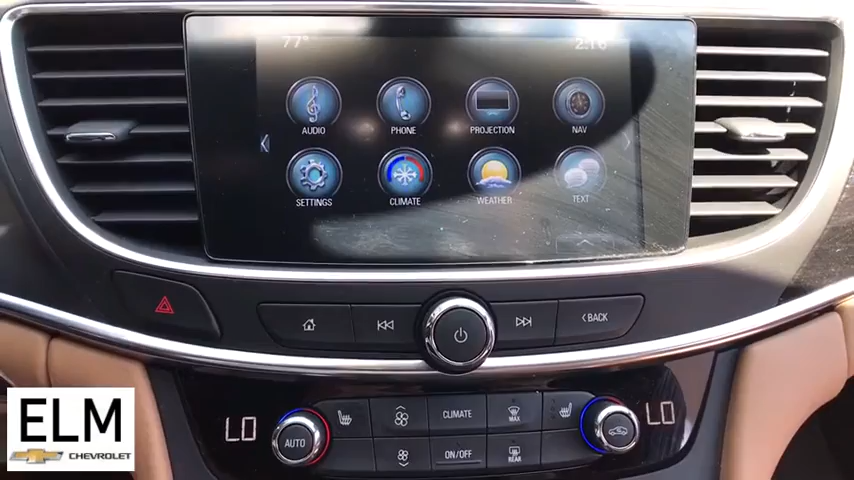 77° 2:16
AUDIO PHONE PROJECTION NAV
SETTINGS CLIMATE WEATHER TEXT
BACK
LO AUTO CLIMATE MAX LO
ON/OFF REAR
ELM
CHEVROLET